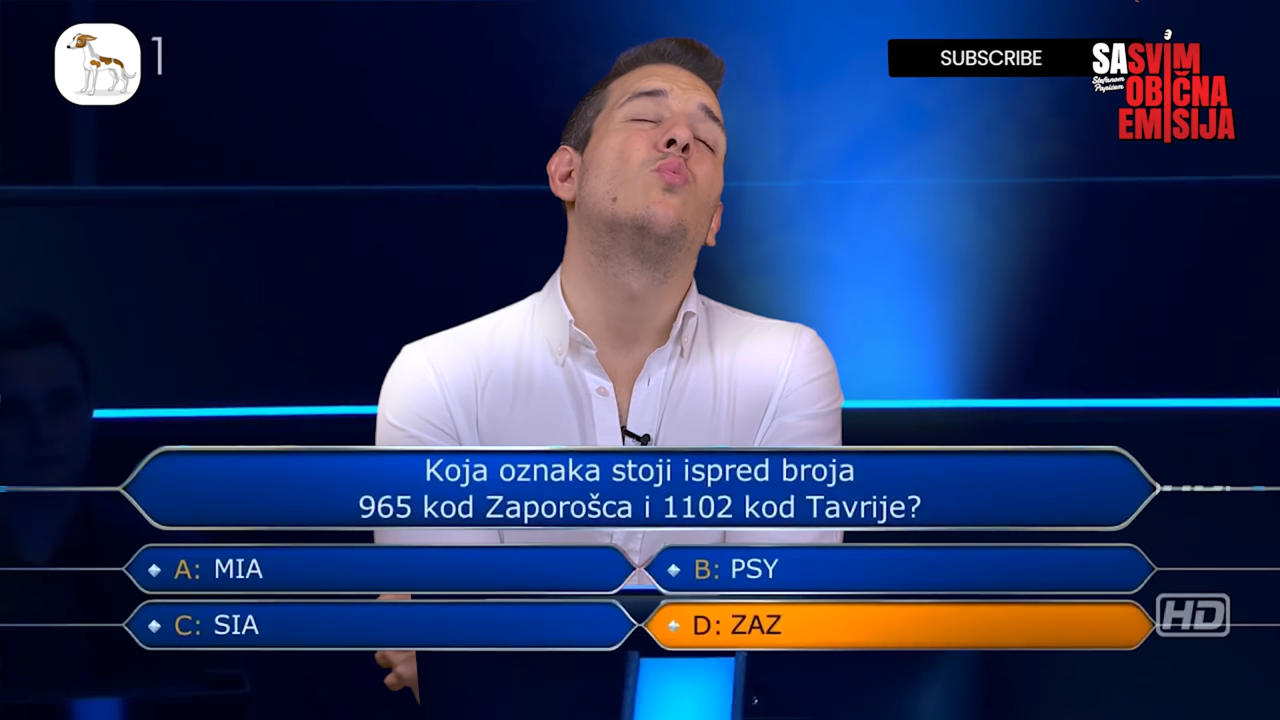 1
SUBSCRIBE
SASVIM
Stefanom
Popićem
OBIČNA
EMISIJA
Koja oznaka stoji ispred broja
965 kod Zaporošca i 1102 kod Tavrije?
A: MIA
B: PSY
C: SIA
D: ZAZ
HD